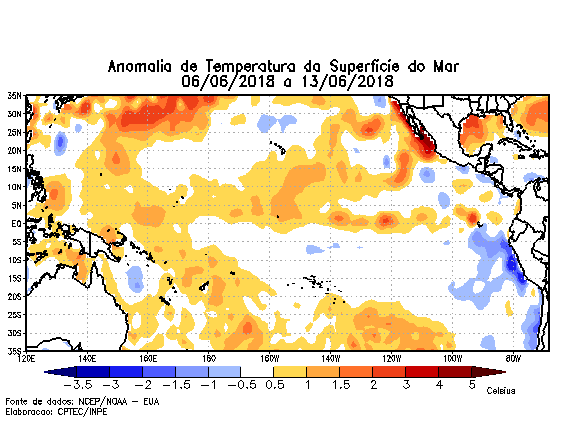 Anomalia de Temperatura da Superfície do Mar
06/06/2018 a 13/06/2018
35N
30N
25N
20N
15N
10N
5N
EQ
5S
10S
15S
20S
25S
30S
35S
120E 140E 160E 180 160W 140W 120W 100W 80W
-3.5 -3 -2 -1.5 -1 -0.5 0.5 1 1.5 2 3 4 5
Celsius
Fonte de dados: NCEP/NOAA - EUA
Elaboracao: CPTEC/INPE